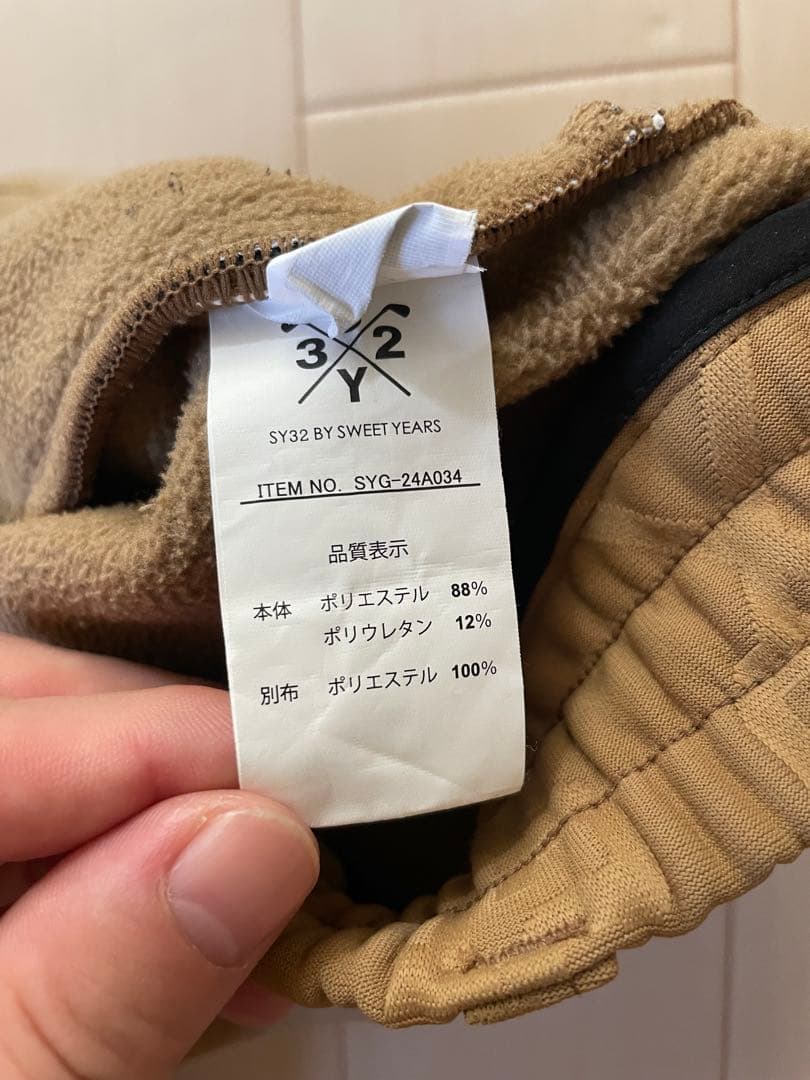 3 2
Y
SY32 BY SWEET YEARS
ITEM NO. SYG-24A034
品質表示
本体 ポリエステル 88%
ポリウレタン 12%
別布 ポリエステル 100%